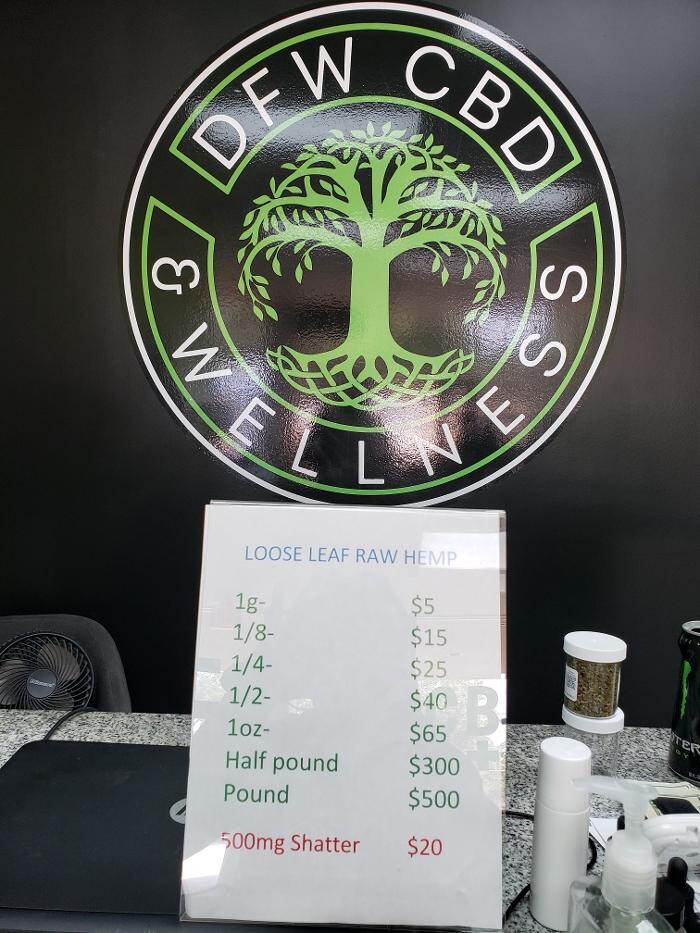 DFW CBD
& WELLNESS
LOOSE LEAF RAW HEMP
1g- $5
1/8- $15
1/4- $25
1/2- $40
1oz- $65
Half pound $300
Pound $500
500mg Shatter $20
B
+